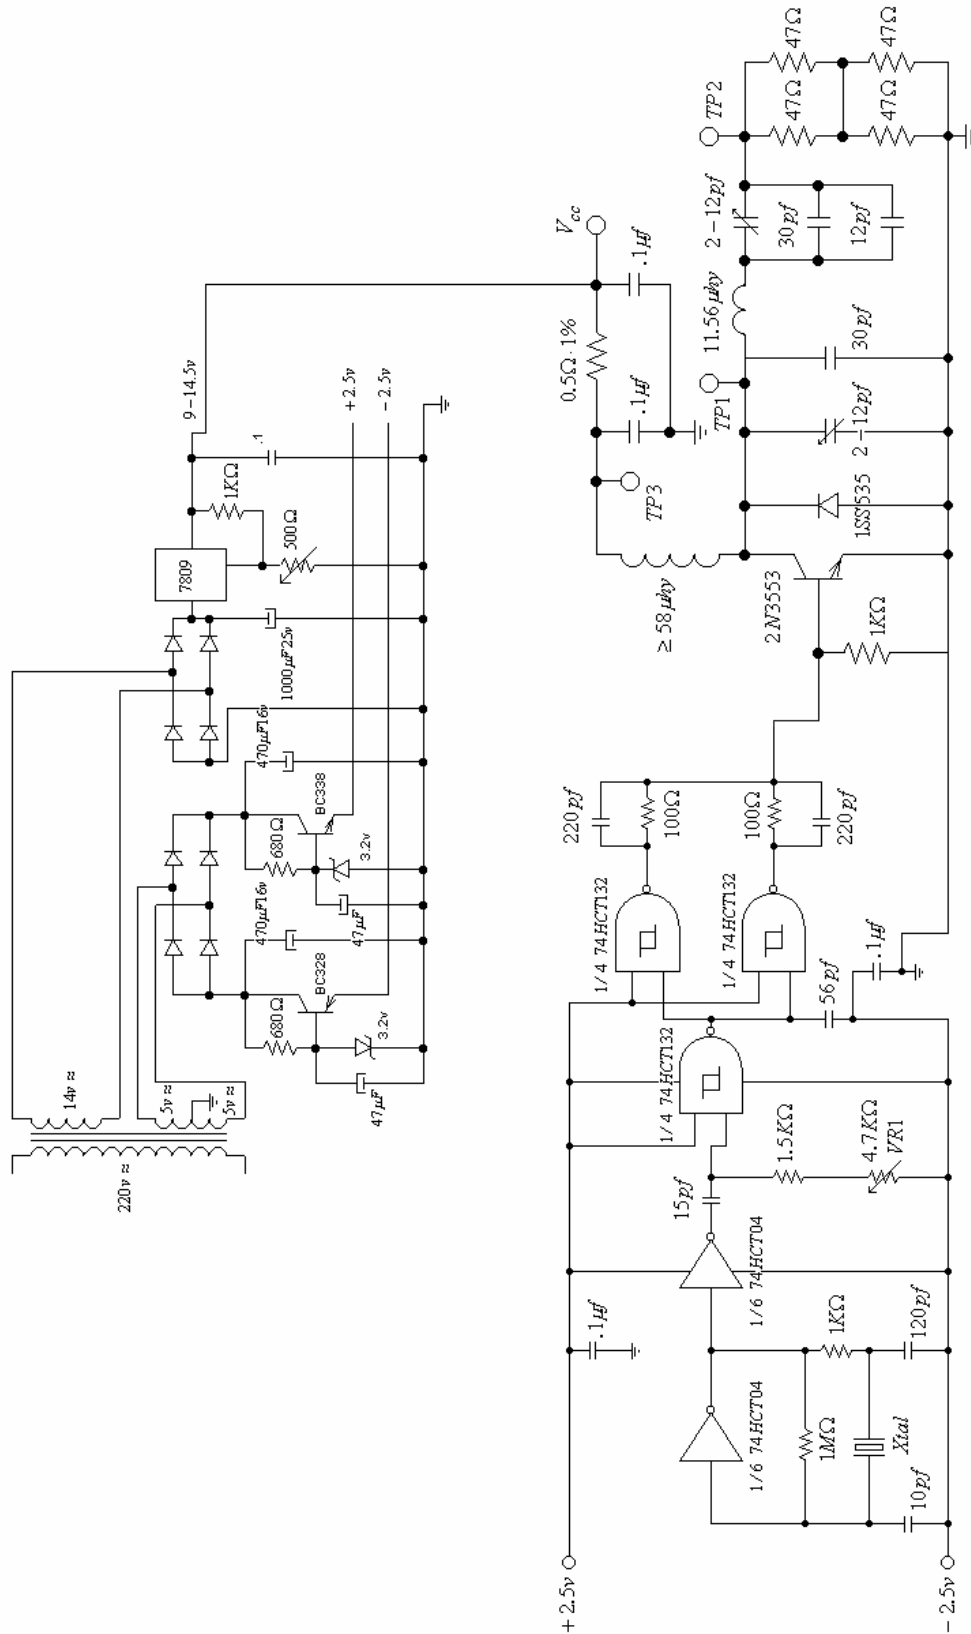 220v ≈
14v ≈
5v ≈
5v ≈
47μF
680Ω
BC328
3.2v
470μF16v
47μF
680Ω
BC338
3.2v
470μF16v
1000μF25v
7809
1KΩ
500Ω
.1
9-14.5v
+2.5v
-2.5v
V_cc
0.5Ω·1%
.1μf
.1μf
TP3
≥58μhy
+2.5v
.1μf
1/6 74HCT04
1MΩ
Xtal
1KΩ
10pf
120pf
1/6 74HCT04
15pf
1.5KΩ
4.7KΩ
VR1
1/4 74HCT132
56pf
.1μf
1/4 74HCT132
1/4 74HCT132
220pf
100Ω
100Ω
220pf
1KΩ
2N3553
1SS535
2-12pf
TP1
30pf
11.56μhy
2-12pf
30pf
12pf
TP2
47Ω
47Ω
47Ω
47Ω
-2.5v